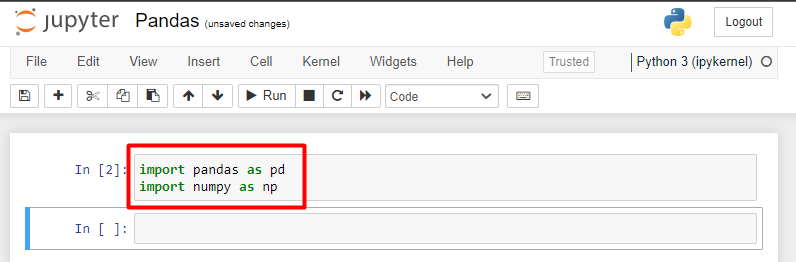 jupyter Pandas (unsaved changes) Logout
File Edit View Insert Cell Kernel Widgets Help Trusted Python 3 (ipykernel)
Run Code
In [2]: import pandas as pd
import numpy as np
In [ ]: